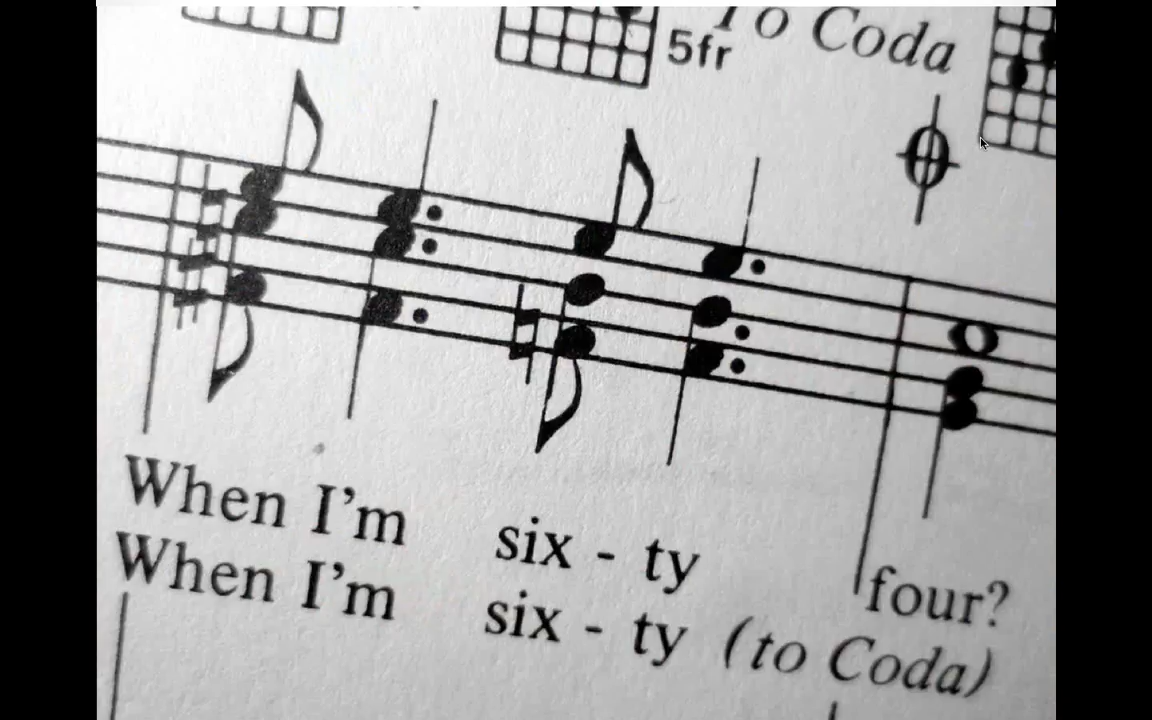 To Coda
5fr
When I'm six - ty four?
When I'm six - ty (to Coda)